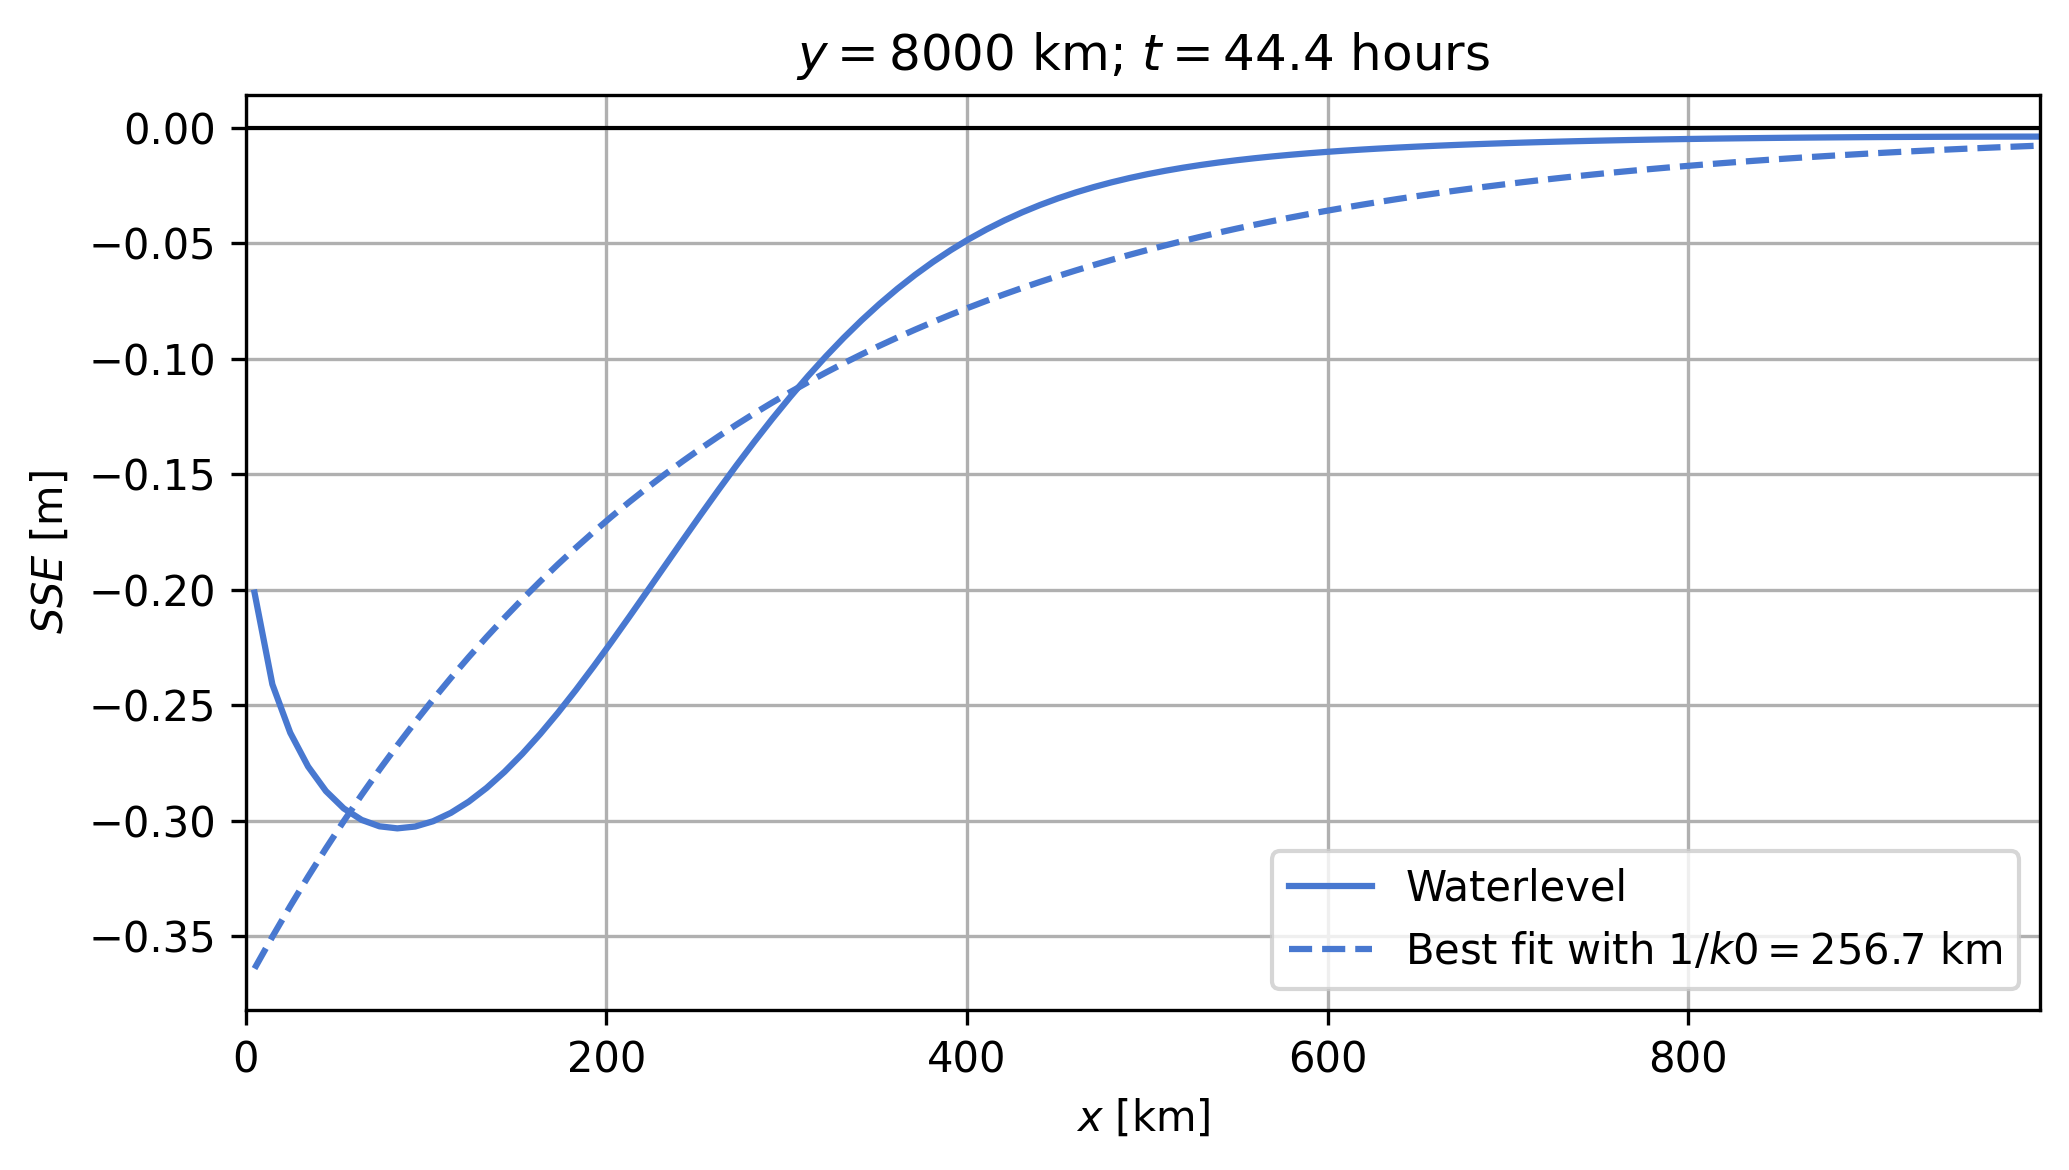 y = 8000 km; t = 44.4 hours
0.00
−0.05
−0.10
−0.15
−0.20
−0.25
−0.30
−0.35
SSE [m]
Waterlevel
Best fit with 1/k0 = 256.7 km
0 200 400 600 800
x [km]